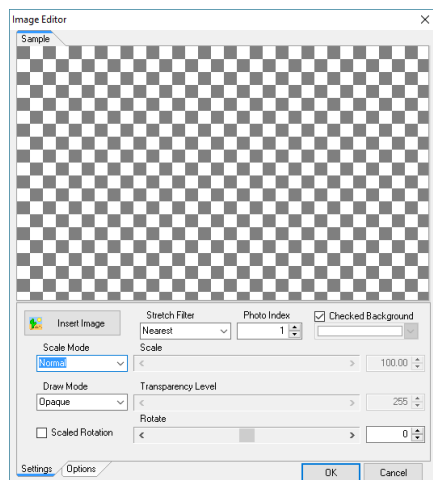 Image Editor
Sample
Insert Image
Stretch Filter
Photo Index
Checked Background
Nearest
1
Scale Mode
Scale
Normal
100.00
Draw Mode
Transparency Level
Opaque
255
Rotate
Scaled Rotation
0
Settings
Options
OK
Cancel